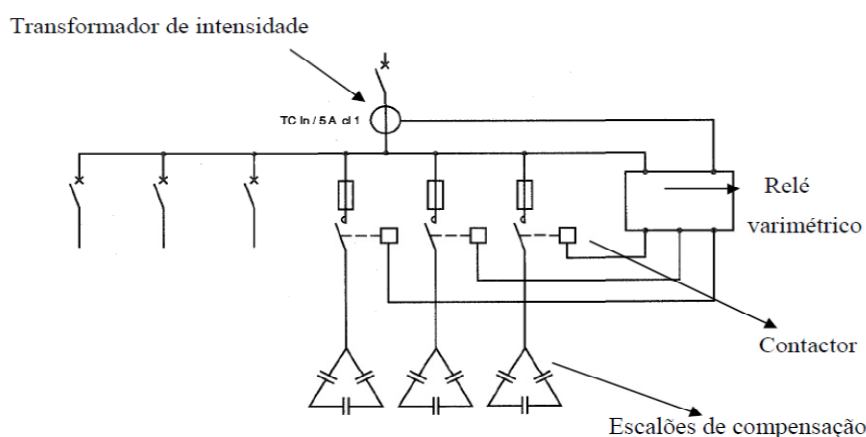 Transformador de intensidade
TC In / 5 A cl 1
Relé
varimétrico
Contactor
Escalões de compensação